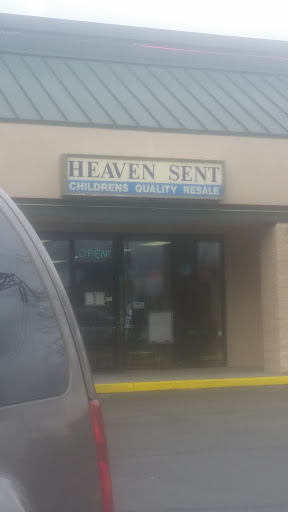 HEAVEN SENT
CHILDRENS QUALITY RESALE
OPEN